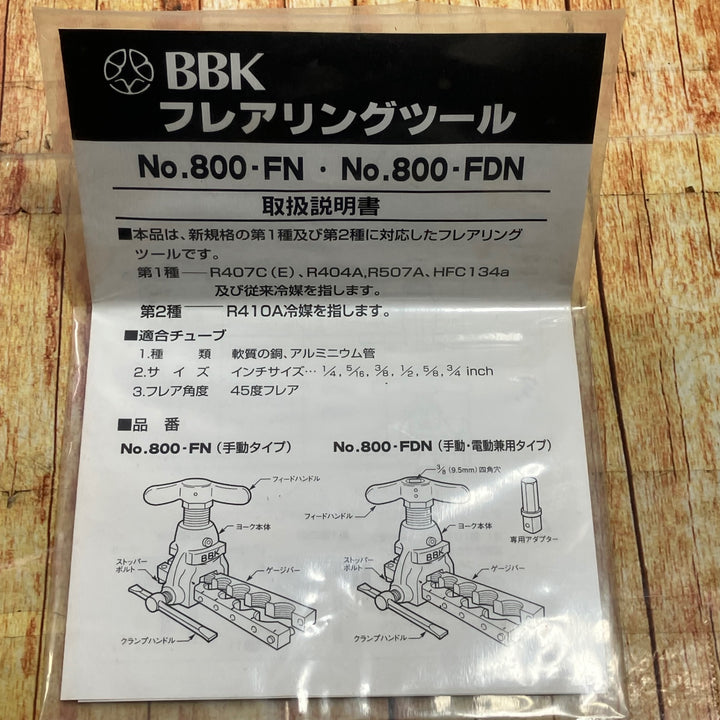 BBK
フレアリングツール
No.800-FN・No.800-FDN
取扱説明書
■本品は、新規格の第1種及び第2種に対応したフレアリング
ツールです。
第1種──R407C(E)、R404A,R507A、HFC134a
及び従来冷媒を指します。
第2種──R410A冷媒を指します。
■適合チューブ
1.種　類　軟質の銅、アルミニウム管
2.サイズ　インチサイズ…1/4, 5/16, 3/8, 1/2, 5/8, 3/4 inch
3.フレア角度　45度フレア
■品番
No.800-FN(手動タイプ)　No.800-FDN(手動・電動兼用タイプ)
3/8(9.5mm)四角穴
フィードハンドル
フィードハンドル
ヨーク本体
ヨーク本体
専用アダプター
BBK
BBK
ストッパー
ボルト
ゲージバー
ストッパー
ボルト
ゲージバー
クランプハンドル
クランプハンドル